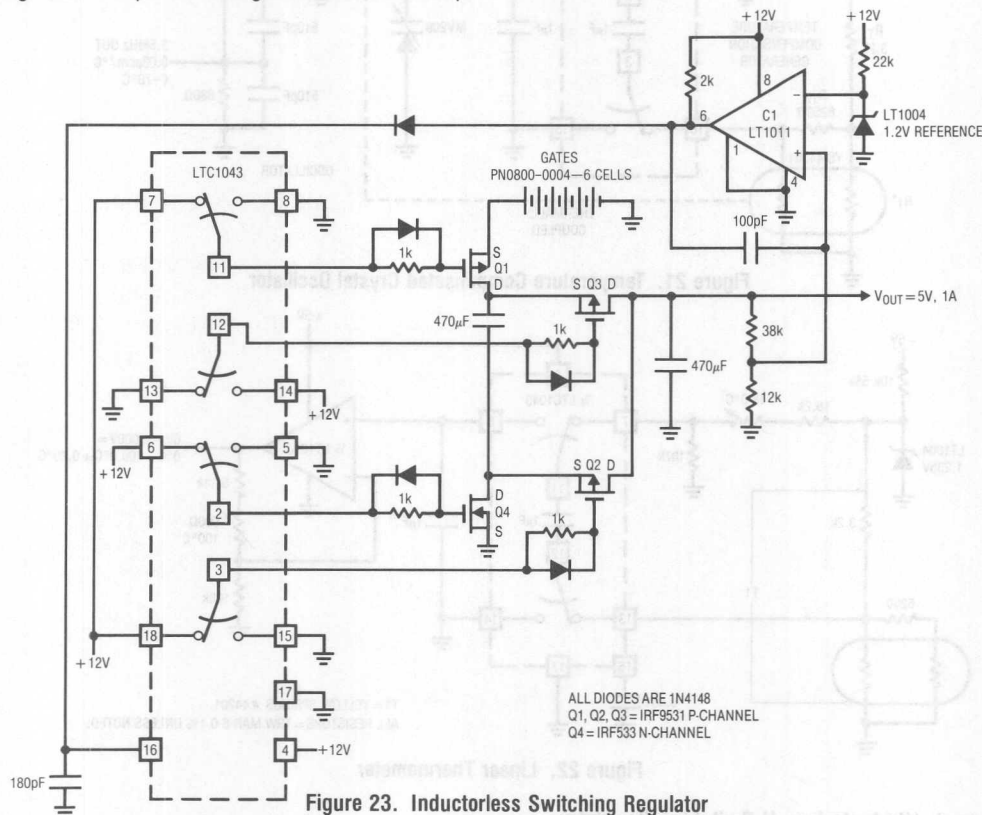 +12V
+12V
22k
2k
8
6
C1
LT1011
−
+
1
4
LT1004
1.2V REFERENCE
LTC1043
GATES
PN0800-0004—6 CELLS
100pF
7
8
11
1k
S
Q1
D
S Q3 D
VOUT = 5V, 1A
12
470µF
1k
38k
470µF
13
14
+12V
12k
6
5
+12V
S Q2 D
2
1k
D
Q4
S
1k
3
18
15
+12V
17
ALL DIODES ARE 1N4148
Q1, Q2, Q3 = IRF9531 P-CHANNEL
Q4 = IRF533 N-CHANNEL
16
4
+12V
180pF
Figure 23. Inductorless Switching Regulator